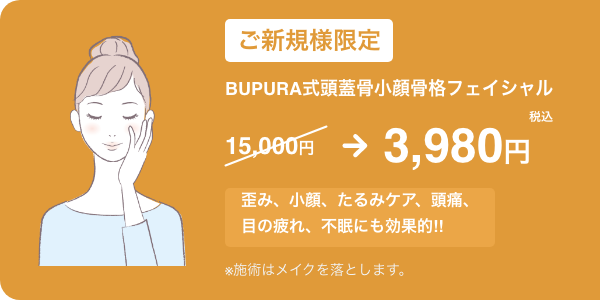 ご新規様限定
BUPURA式頭蓋骨小顔骨格フェイシャル
税込
15,000円 → 3,980円
歪み、小顔、たるみケア、頭痛、
目の疲れ、不眠にも効果的!!
※施術はメイクを落とします。